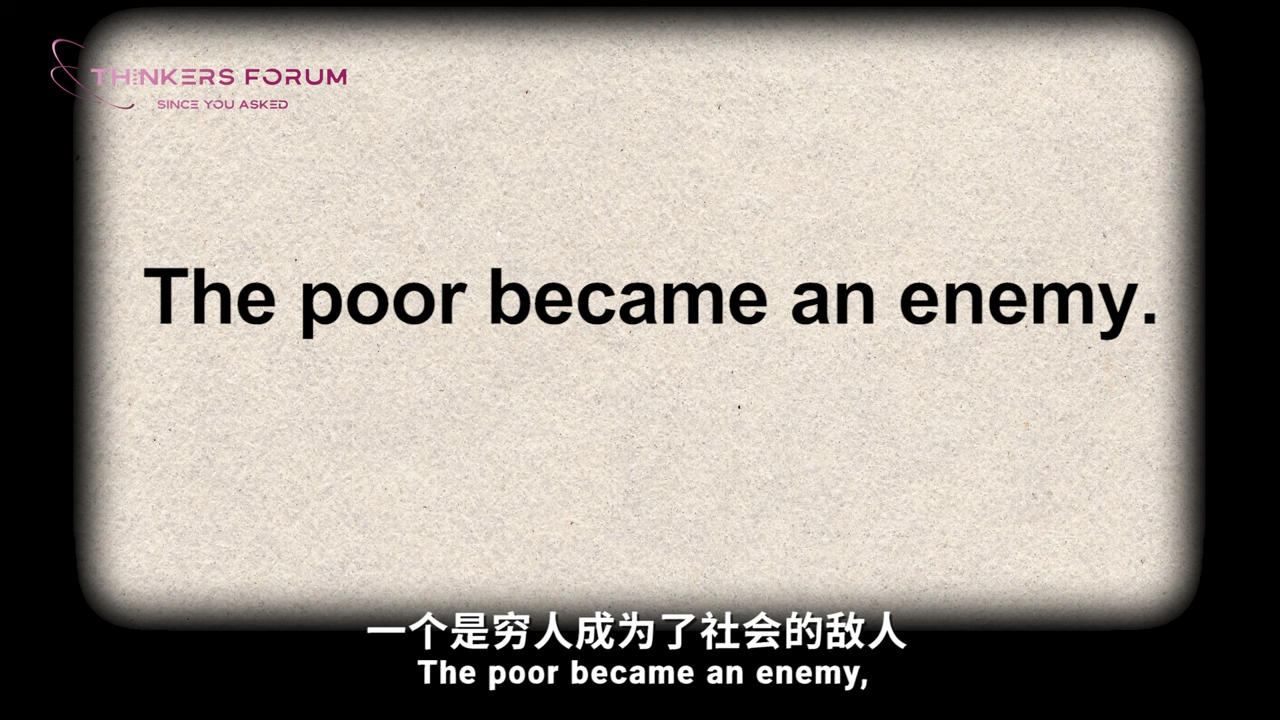 THINKERS FORUM
SINCE YOU ASKED
The poor became an enemy.
一个是穷人成为了社会的敌人
The poor became an enemy,